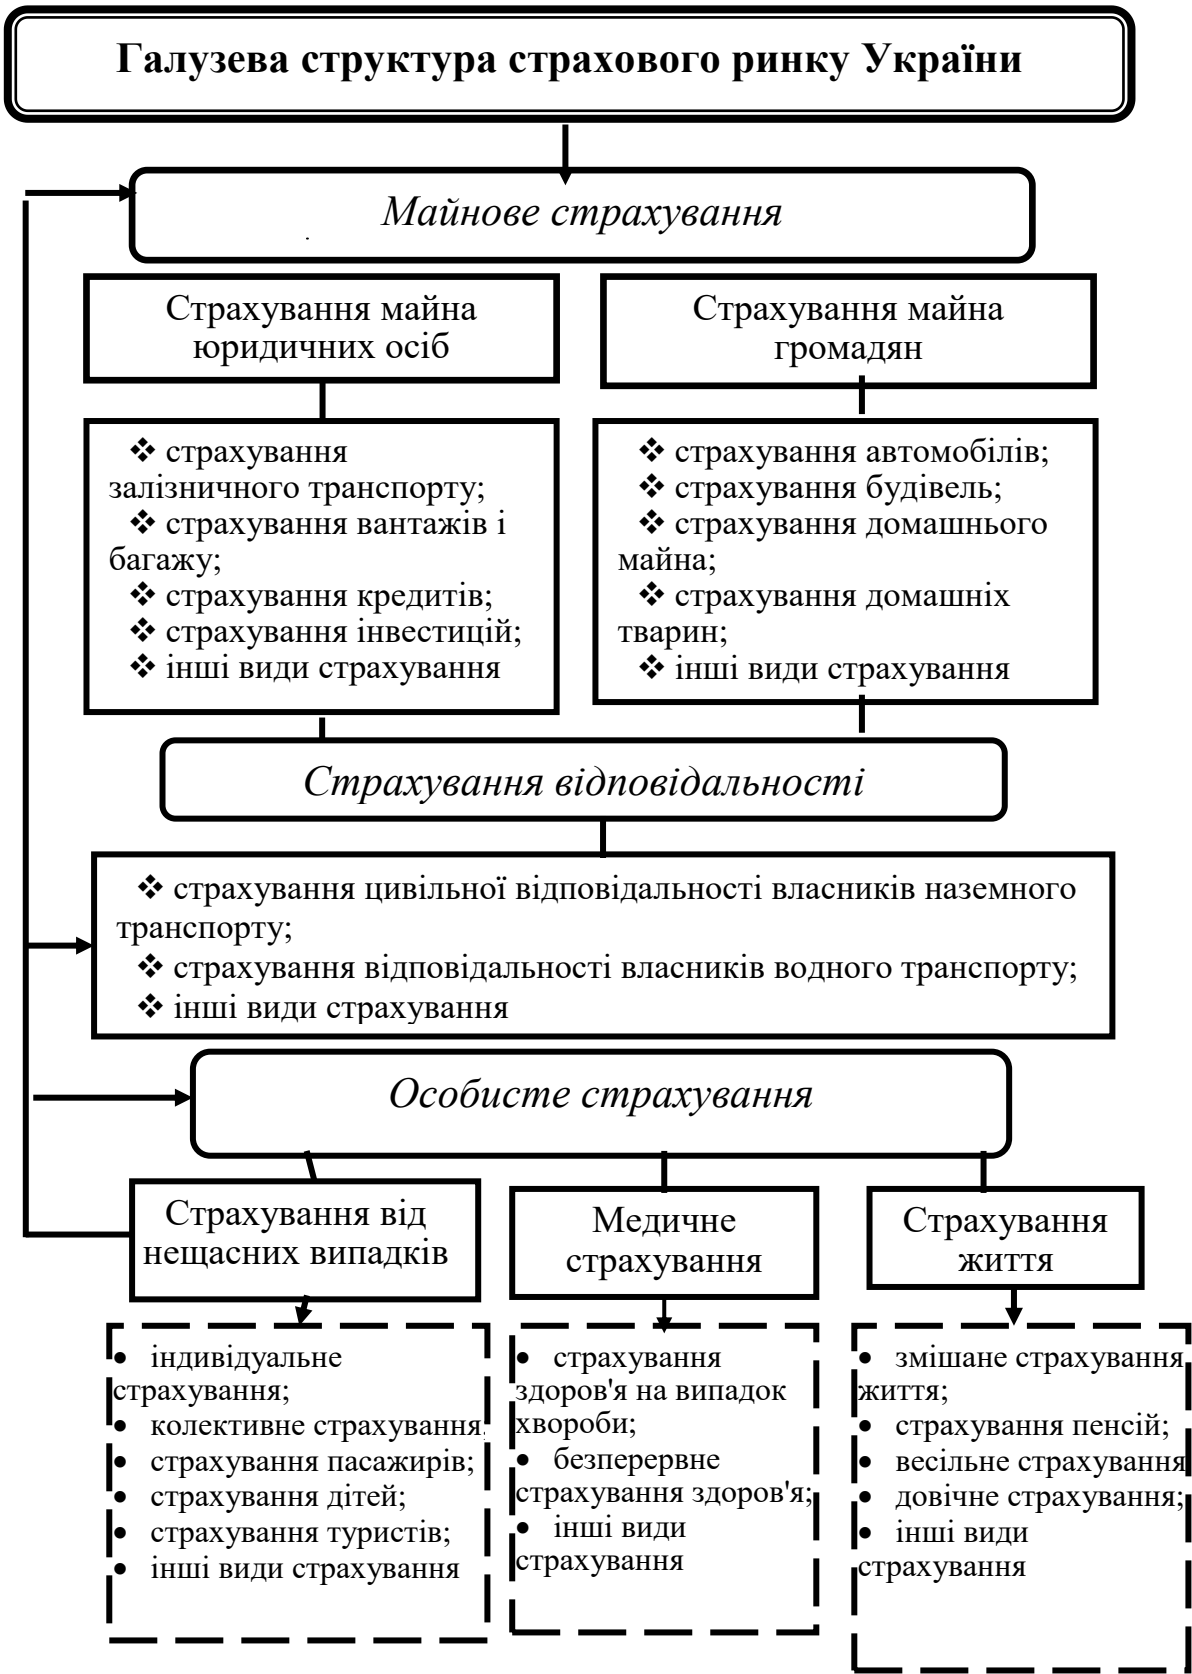 Галузева структура страхового ринку України
Майнове страхування
Страхування майна
юридичних осіб
Страхування майна
громадян
❖ страхування
залізничного транспорту;
❖ страхування вантажів і
багажу;
❖ страхування кредитів;
❖ страхування інвестицій;
❖ інші види страхування
❖ страхування автомобілів;
❖ страхування будівель;
❖ страхування домашнього
майна;
❖ страхування домашніх
тварин;
❖ інші види страхування
Страхування відповідальності
❖ страхування цивільної відповідальності власників наземного
транспорту;
❖ страхування відповідальності власників водного транспорту;
❖ інші види страхування
Особисте страхування
Страхування від
нещасних випадків
Медичне
страхування
Страхування
життя
• індивідуальне
страхування;
• колективне страхування;
• страхування пасажирів;
• страхування дітей;
• страхування туристів;
• інші види страхування
• страхування
здоров'я на випадок
хвороби;
• безперервне
страхування здоров'я;
• інші види
страхування
• змішане страхування
життя;
• страхування пенсій;
• весільне страхування
• довічне страхування;
• інші види
страхування